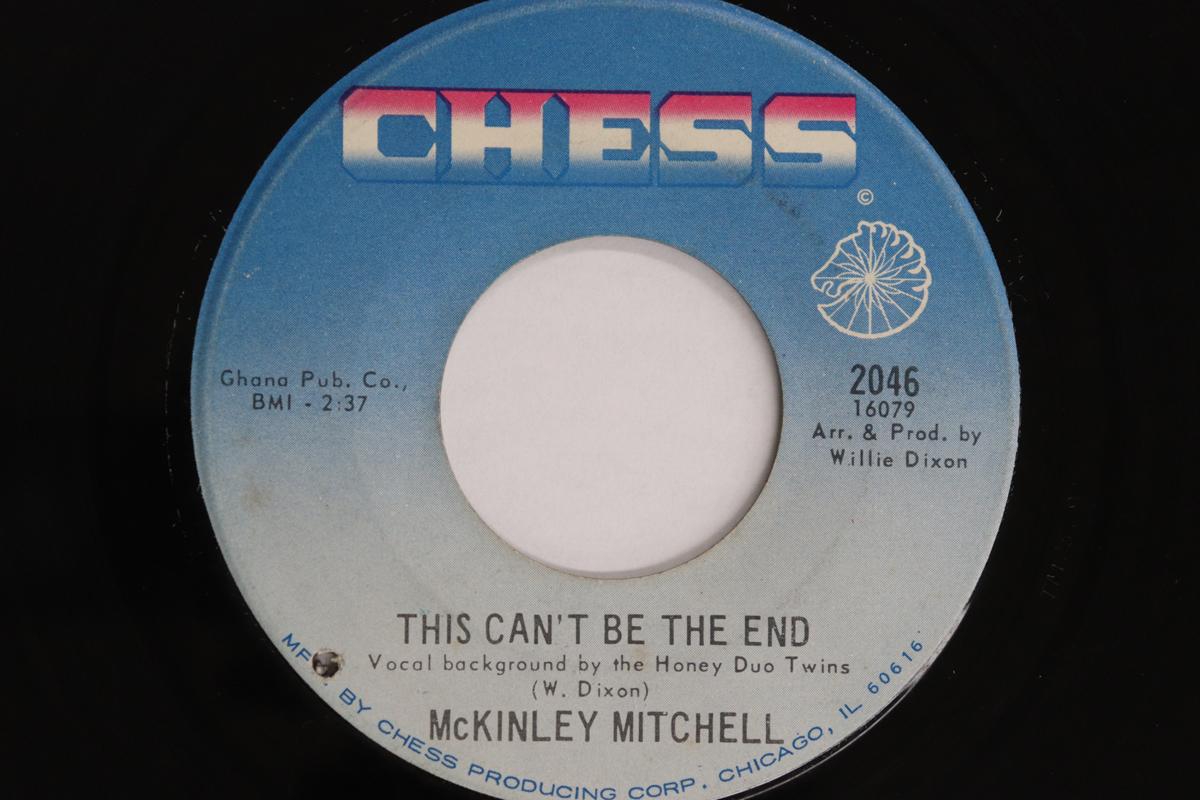 CHESS
©
Ghana Pub. Co.,
BMI - 2:37
2046
16079
Arr. & Prod. by
Willie Dixon
THIS CAN'T BE THE END
Vocal background by the Honey Duo Twins
(W. Dixon)
McKINLEY MITCHELL
BY CHESS PRODUCING CORP. CHICAGO, IL 60616